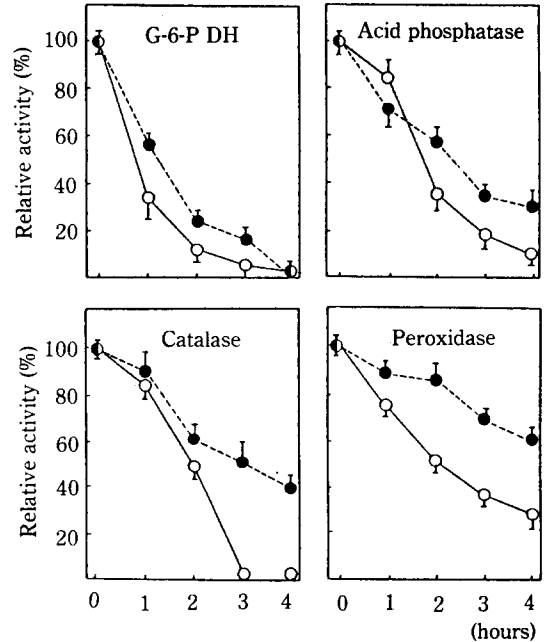 G-6-P DH
Acid phosphatase
Relative activity (%)
100
80
60
40
20
Catalase
Peroxidase
Relative activity (%)
100
80
60
40
20
0 1 2 3 4
0 1 2 3 4
(hours)